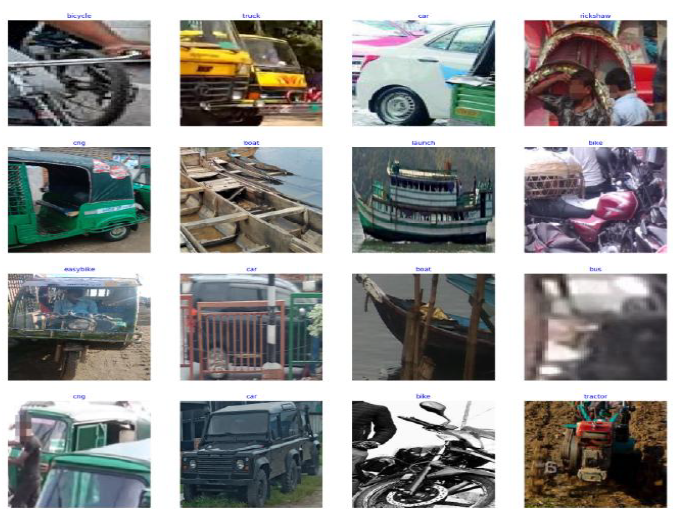 bicycle
truck
car
rickshaw
cng
boat
launch
bike
easybike
car
boat
bus
cng
car
bike
tractor